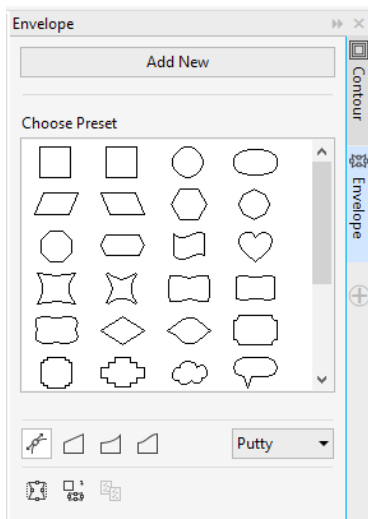 Envelope
Add New
Choose Preset
Putty
Contour
Envelope